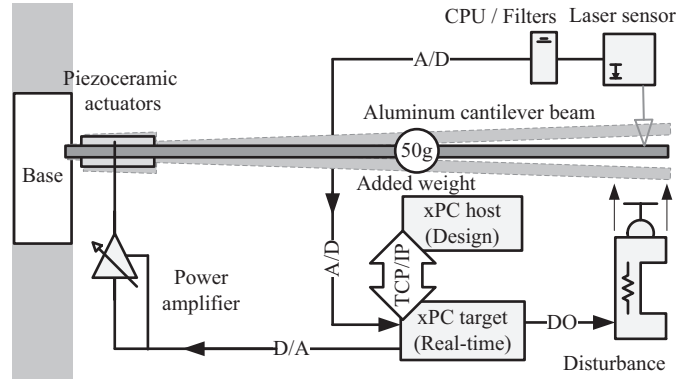 CPU / Filters
Laser sensor
A/D
Piezoceramic
actuators
Aluminum cantilever beam
50g
Base
Added weight
xPC host
(Design)
A/D
TCP/IP
Power
amplifier
xPC target
(Real-time)
DO
D/A
Disturbance